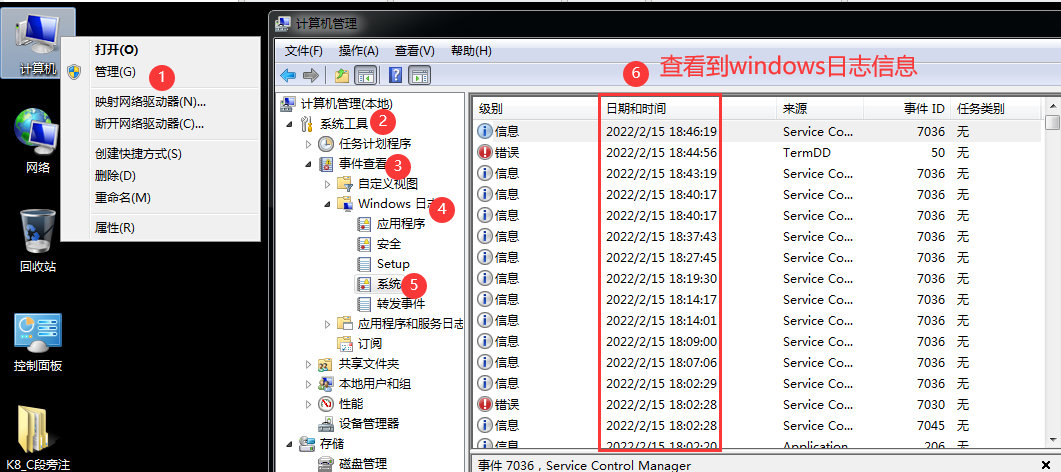 计算机
网络
回收站
控制面板
K8_C段旁注
打开(O)
管理(G)
1
映射网络驱动器(N)...
断开网络驱动器(C)...
创建快捷方式(S)
删除(D)
重命名(M)
属性(R)
计算机管理
文件(F) 操作(A) 查看(V) 帮助(H)
6 查看到windows日志信息
计算机管理(本地)
系统工具 2
任务计划程序
事件查看 3
自定义视图
Windows 日志 4
应用程序
安全
Setup
系统 5
转发事件
应用程序和服务日志
订阅
共享文件夹
本地用户和组
性能
设备管理器
存储
磁盘管理
级别 日期和时间 来源 事件 ID 任务类别
信息 2022/2/15 18:46:19 Service Co... 7036 无
错误 2022/2/15 18:44:56 TermDD 50 无
信息 2022/2/15 18:43:19 Service Co... 7036 无
信息 2022/2/15 18:40:17 Service Co... 7036 无
信息 2022/2/15 18:40:17 Service Co... 7036 无
信息 2022/2/15 18:37:43 Service Co... 7036 无
信息 2022/2/15 18:27:45 Service Co... 7036 无
信息 2022/2/15 18:19:30 Service Co... 7036 无
信息 2022/2/15 18:14:17 Service Co... 7036 无
信息 2022/2/15 18:14:01 Service Co... 7036 无
信息 2022/2/15 18:09:00 Service Co... 7036 无
信息 2022/2/15 18:07:06 Service Co... 7036 无
信息 2022/2/15 18:02:29 Service Co... 7036 无
错误 2022/2/15 18:02:28 Service Co... 7030 无
信息 2022/2/15 18:02:28 Service Co... 7045 无
信息 2022/2/15 18:02:20 Application 206 无
事件 7036，Service Control Manager